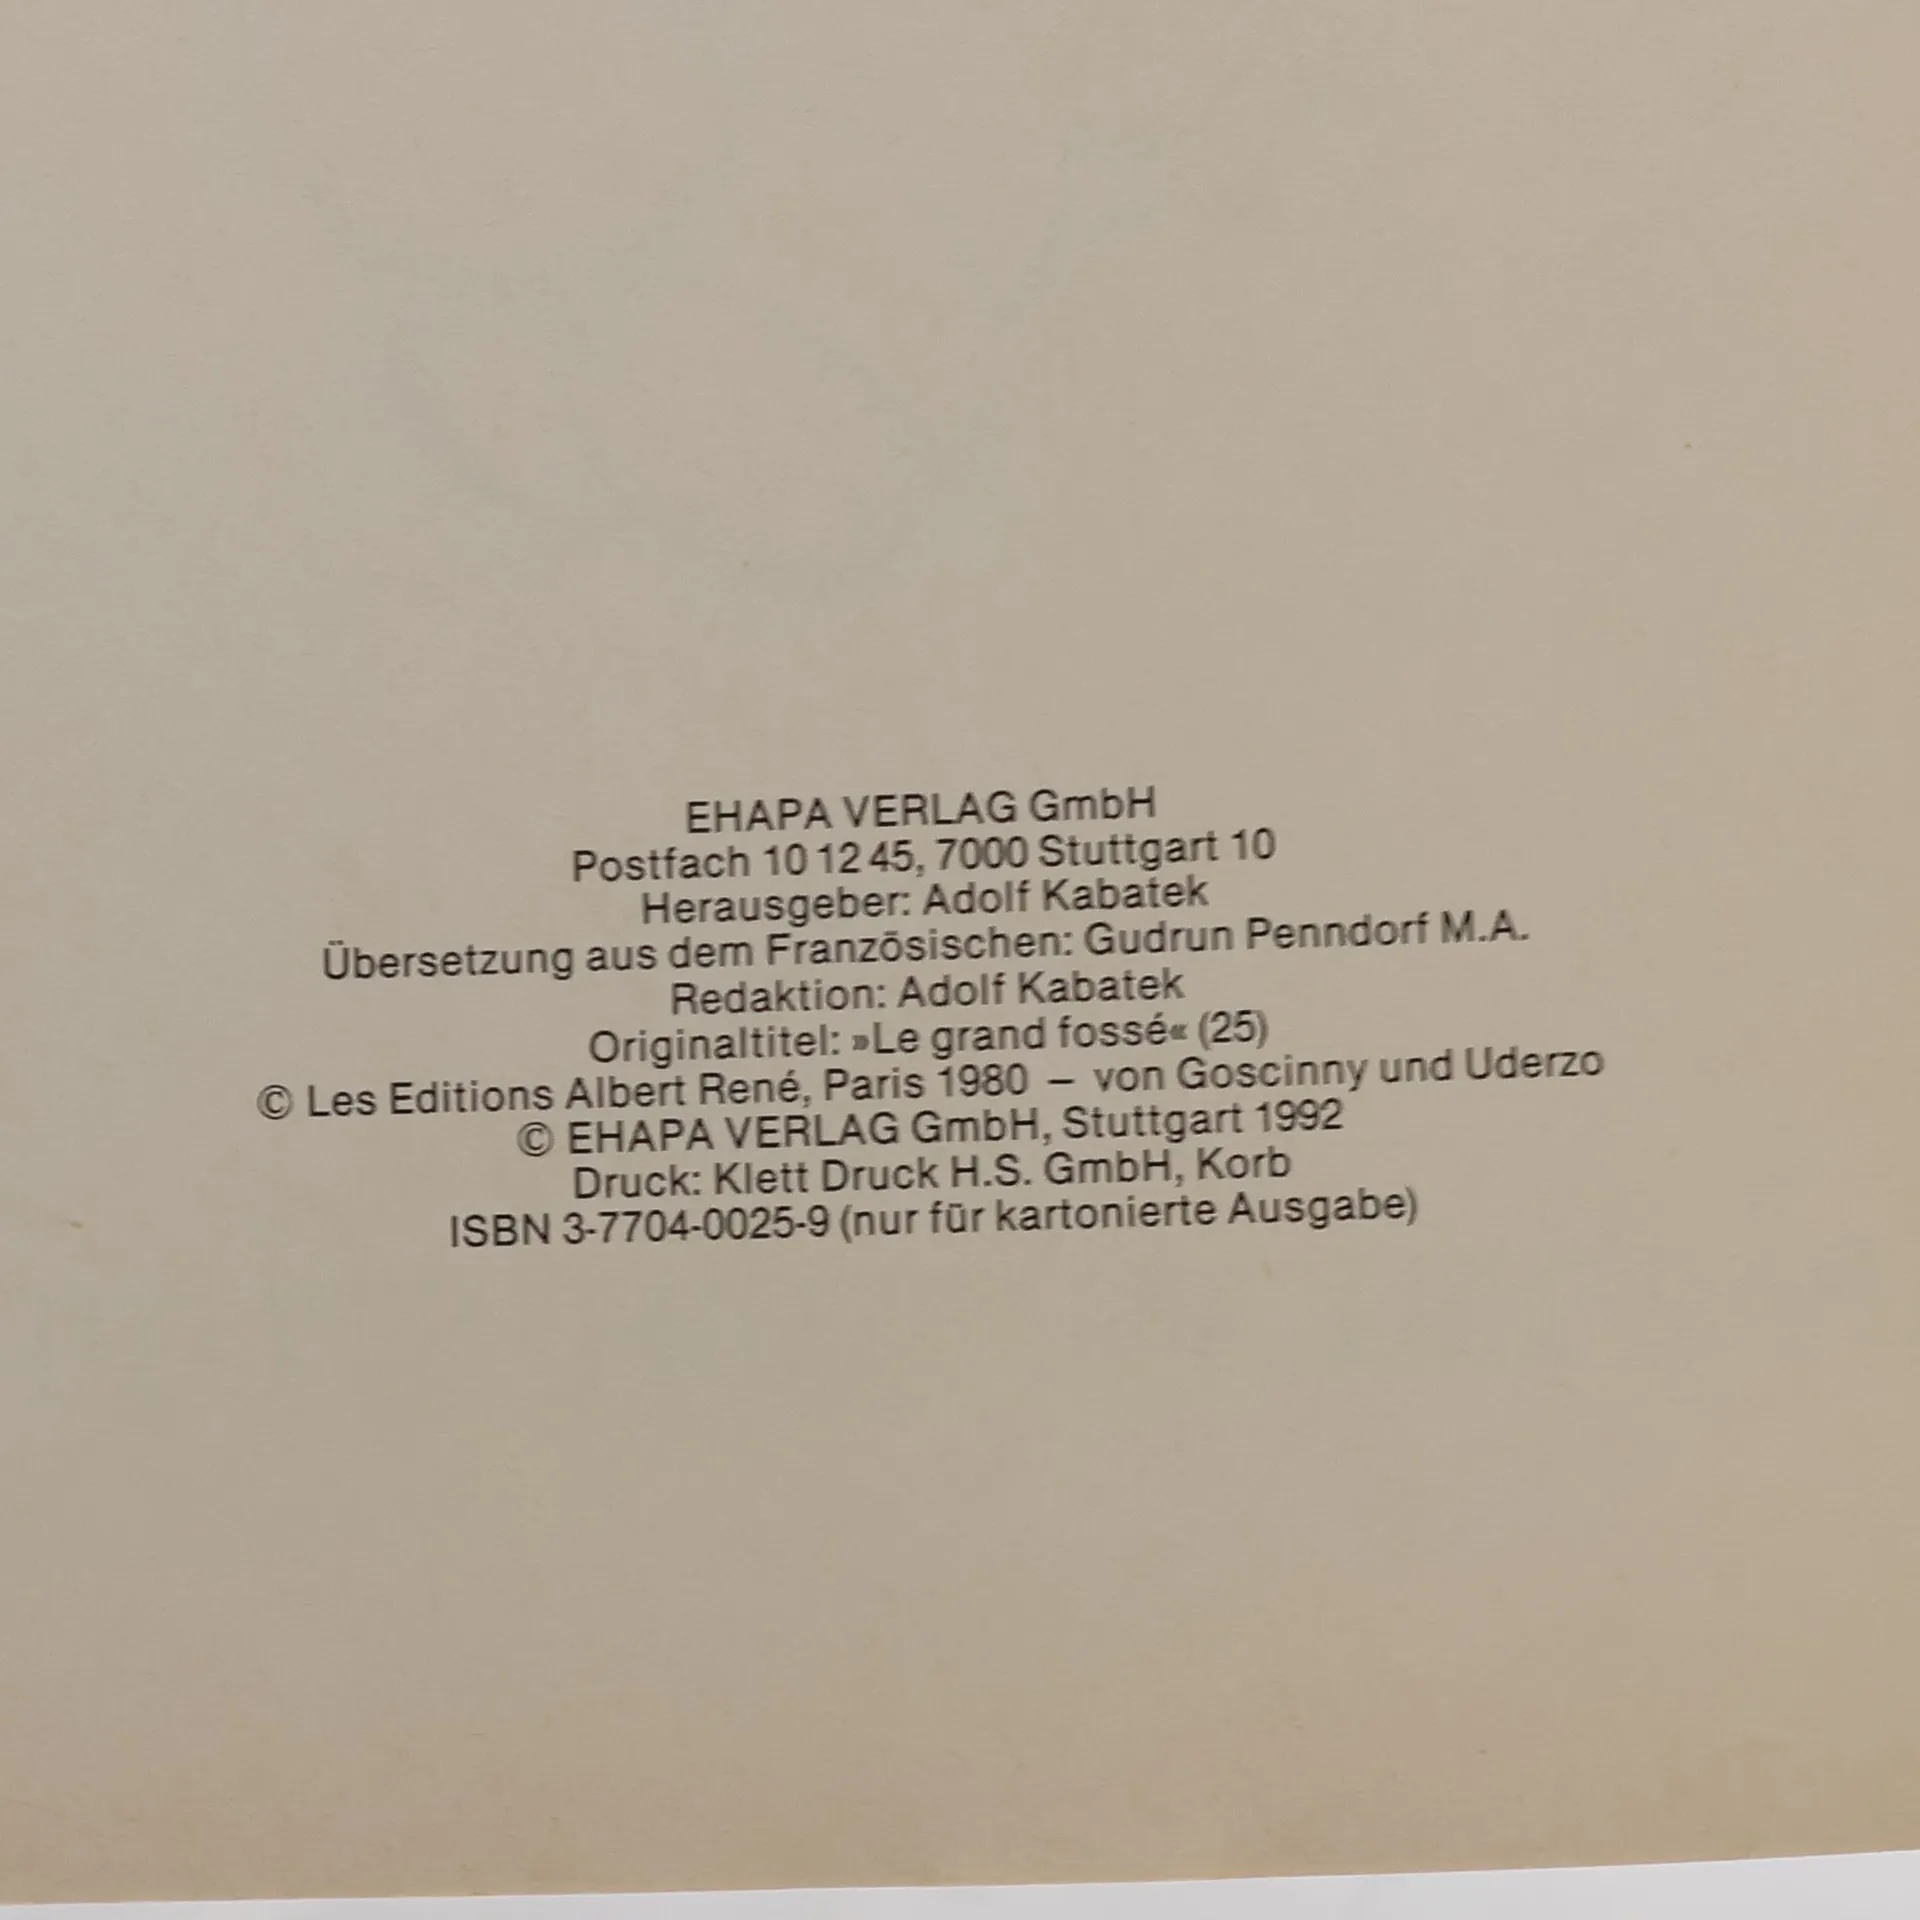 EHAPA VERLAG GmbH
Postfach 10 12 45, 7000 Stuttgart 10
Herausgeber: Adolf Kabatek
Übersetzung aus dem Französischen: Gudrun Penndorf M.A.
Redaktion: Adolf Kabatek
Originaltitel: »Le grand fossé« (25)
© Les Editions Albert René, Paris 1980 – von Goscinny und Uderzo
© EHAPA VERLAG GmbH, Stuttgart 1992
Druck: Klett Druck H.S. GmbH, Korb
ISBN 3-7704-0025-9 (nur für kartonierte Ausgabe)